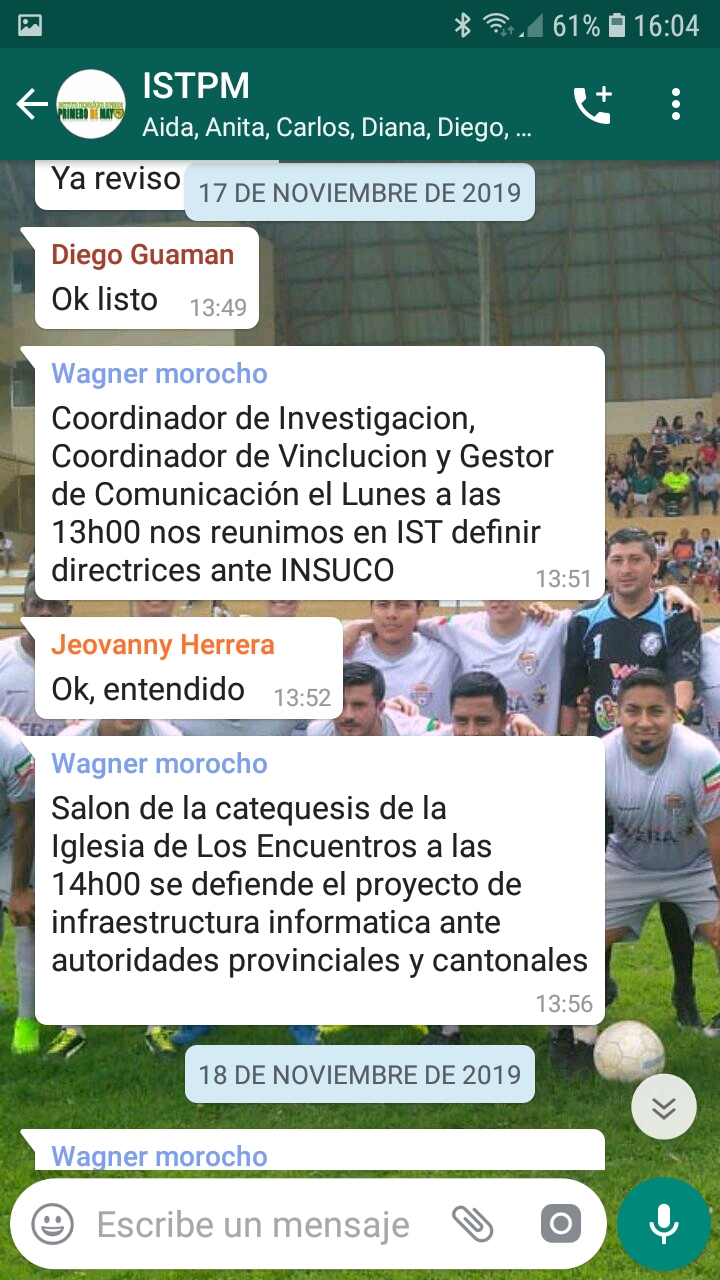 61% 16:04
ISTPM
Aida, Anita, Carlos, Diana, Diego, ...
PRIMERO DE MAYO
Ya reviso
17 DE NOVIEMBRE DE 2019
Diego Guaman
Ok listo 13:49
Wagner morocho
Coordinador de Investigacion,
Coordinador de Vinclucion y Gestor
de Comunicación el Lunes a las
13h00 nos reunimos en IST definir
directrices ante INSUCO 13:51
Jeovanny Herrera
Ok, entendido 13:52
Wagner morocho
Salon de la catequesis de la
Iglesia de Los Encuentros a las
14h00 se defiende el proyecto de
infraestructura informatica ante
autoridades provinciales y cantonales
13:56
18 DE NOVIEMBRE DE 2019
Wagner morocho
Escribe un mensaje
1